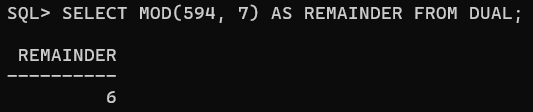 SQL> SELECT MOD(594, 7) AS REMAINDER FROM DUAL;
REMAINDER
----------
6